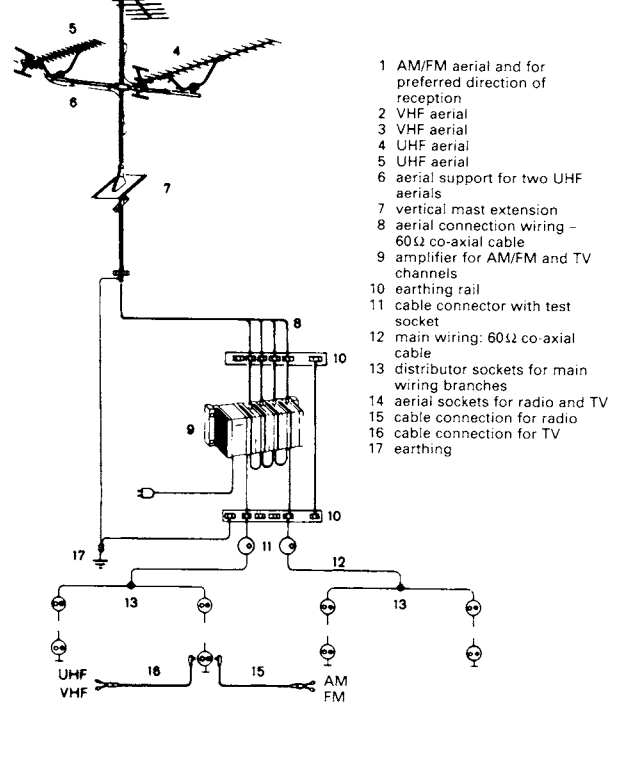 5
4
6
7
8
10
9
10
17
11
12
13
13
16
15
UHF
VHF
AM
FM
1 AM/FM aerial and for
preferred direction of
reception
2 VHF aerial
3 VHF aerial
4 UHF aerial
5 UHF aerial
6 aerial support for two UHF
aerials
7 vertical mast extension
8 aerial connection wiring –
60Ω co-axial cable
9 amplifier for AM/FM and TV
channels
10 earthing rail
11 cable connector with test
socket
12 main wiring: 60Ω co-axial
cable
13 distributor sockets for main
wiring branches
14 aerial sockets for radio and TV
15 cable connection for radio
16 cable connection for TV
17 earthing